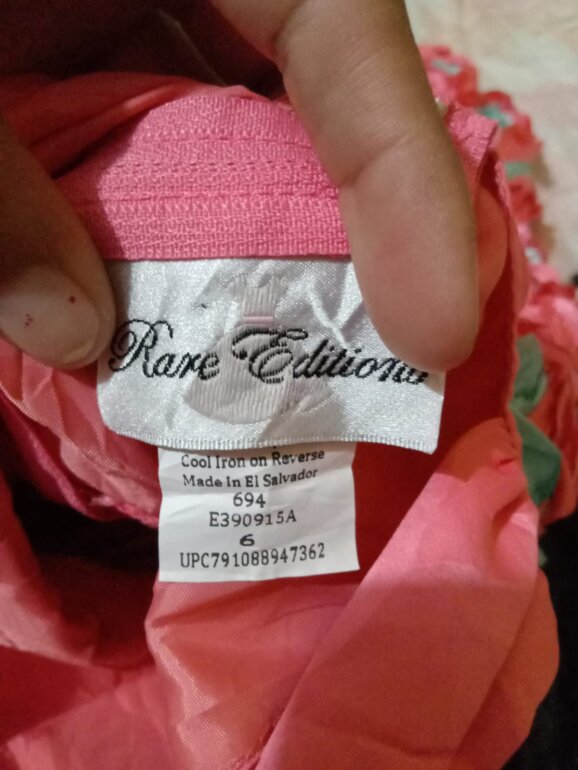 Rare Editions
Cool Iron on Reverse
Made In El Salvador
694
E390915A
6
UPC791088947362